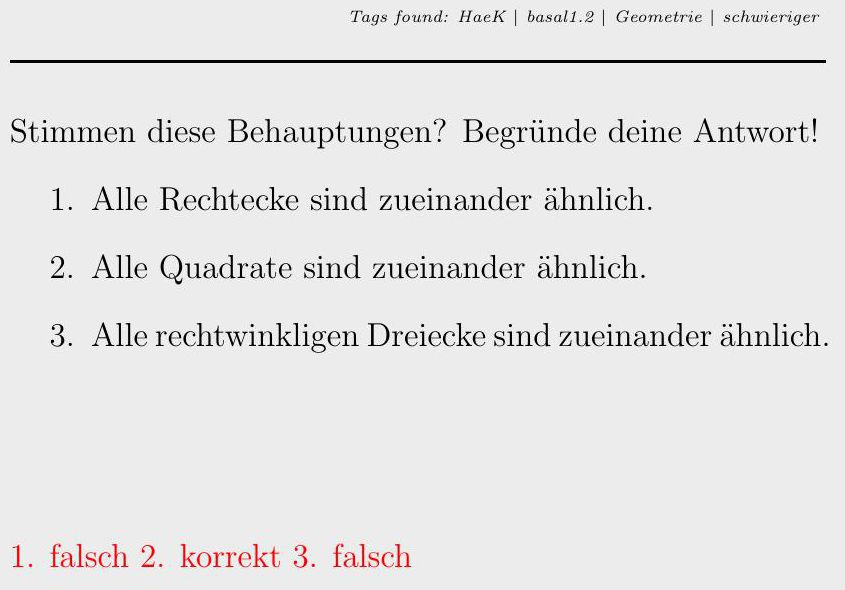 Tags found: HaeK | basal1.2 | Geometrie | schwieriger
Stimmen diese Behauptungen? Begründe deine Antwort!
1. Alle Rechtecke sind zueinander ähnlich.
2. Alle Quadrate sind zueinander ähnlich.
3. Alle rechtwinkligen Dreiecke sind zueinander ähnlich.
1. falsch 2. korrekt 3. falsch